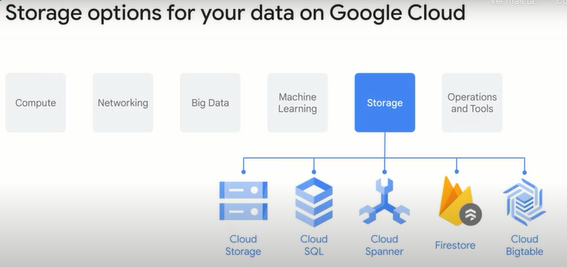 Storage options for your data on Google Cloud
Compute
Networking
Big Data
Machine
Learning
Storage
Operations
and Tools
Cloud
Storage
Cloud
SQL
Cloud
Spanner
Firestore
Cloud
Bigtable